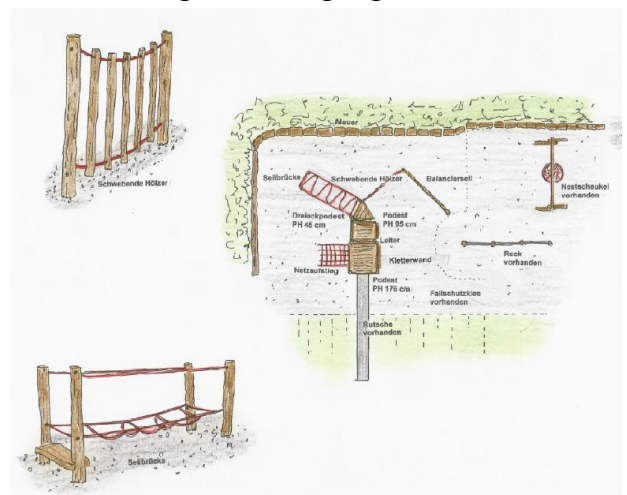 Schwebende Hölzer
Mauer
Seilbrücke
Schwebende Hölzer
Balancierseil
Nestschaukel
vorhanden
Dreieckpodest
PH 45 cm
Podest
PH 95 cm
Leiter
Kletterwand
Netzaufstieg
Reck
vorhanden
Podest
PH 176 cm
Fallschutzkies
vorhanden
Rutsche
vorhanden
Seilbrücke